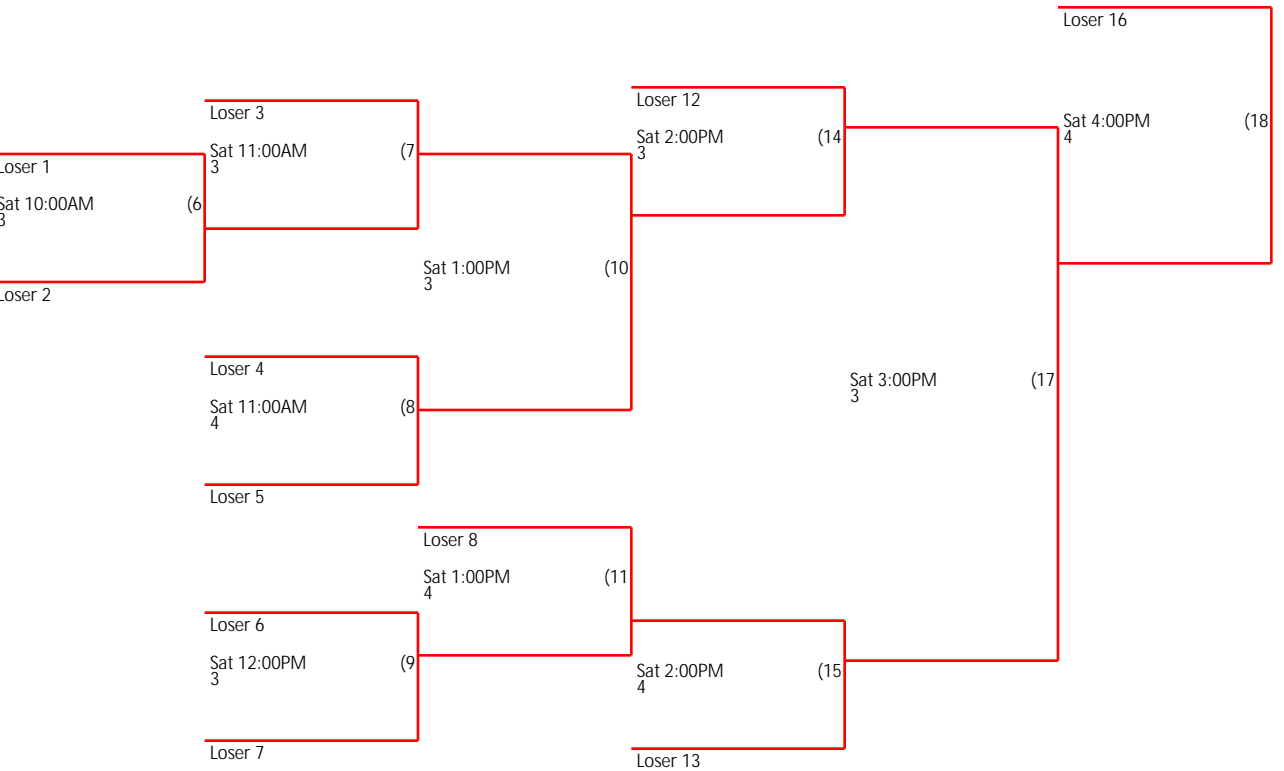 Loser 16
Sat 4:00PM (18
4
Loser 12
Sat 2:00PM (14
3
Loser 3
Sat 11:00AM (7
3
Loser 1
Sat 10:00AM (6
3
Loser 2
Sat 1:00PM (10
3
Loser 4
Sat 11:00AM (8
4
Loser 5
Sat 3:00PM (17
3
Loser 8
Sat 1:00PM (11
4
Loser 6
Sat 12:00PM (9
3
Loser 7
Sat 2:00PM (15
4
Loser 13